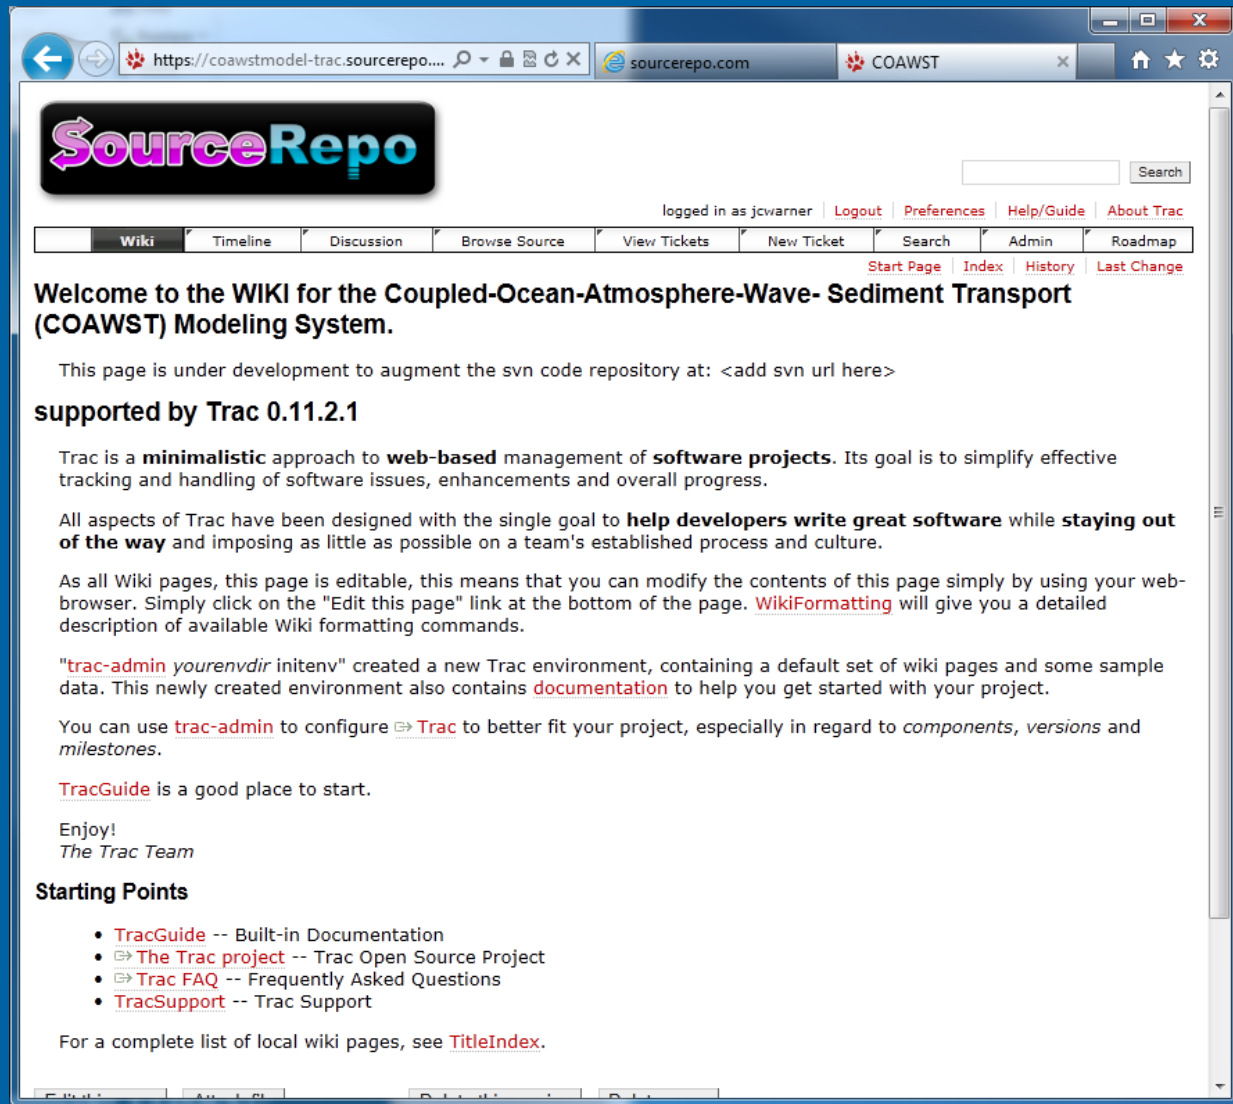 https://coawstmodel-trac.sourcerepo....
sourcerepo.com
COAWST
SourceRepo
Search
logged in as jcwarner
Logout
Preferences
Help/Guide
About Trac
Wiki
Timeline
Discussion
Browse Source
View Tickets
New Ticket
Search
Admin
Roadmap
Start Page
Index
History
Last Change
Welcome to the WIKI for the Coupled-Ocean-Atmosphere-Wave- Sediment Transport
(COAWST) Modeling System.
This page is under development to augment the svn code repository at: <add svn url here>
supported by Trac 0.11.2.1
Trac is a minimalistic approach to web-based management of software projects. Its goal is to simplify effective
tracking and handling of software issues, enhancements and overall progress.
All aspects of Trac have been designed with the single goal to help developers write great software while staying out
of the way and imposing as little as possible on a team's established process and culture.
As all Wiki pages, this page is editable, this means that you can modify the contents of this page simply by using your web-
browser. Simply click on the "Edit this page" link at the bottom of the page. WikiFormatting will give you a detailed
description of available Wiki formatting commands.
"trac-admin yourenvdir initenv" created a new Trac environment, containing a default set of wiki pages and some sample
data. This newly created environment also contains documentation to help you get started with your project.
You can use trac-admin to configure Trac to better fit your project, especially in regard to components, versions and
milestones.
TracGuide is a good place to start.
Enjoy!
The Trac Team
Starting Points
• TracGuide -- Built-in Documentation
• The Trac project -- Trac Open Source Project
• Trac FAQ -- Frequently Asked Questions
• TracSupport -- Trac Support
For a complete list of local wiki pages, see TitleIndex.